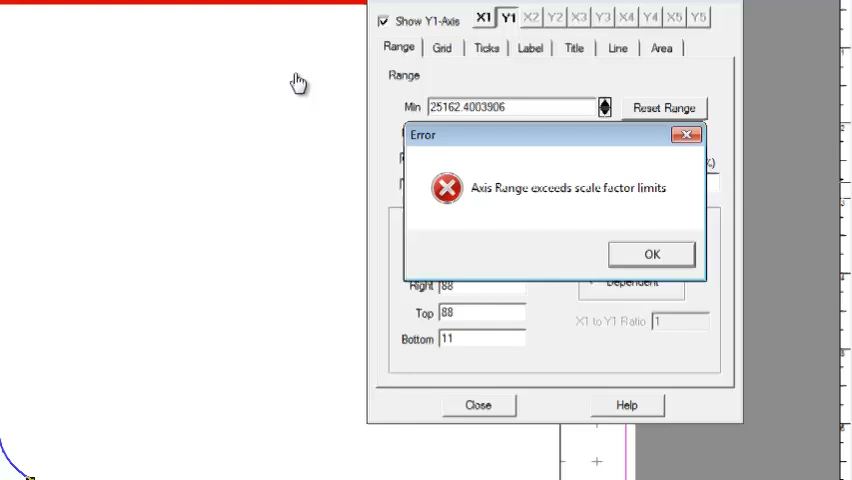 Show Y1-Axis X1 Y1 X2 Y2 X3 Y3 X4 Y4 X5 Y5
Range Grid Ticks Label Title Line Area
Range
Min 25162.4003906 Reset Range
Error
%)
Axis Range exceeds scale factor limits
OK
Right 88 Dependent
Top 88
X1 to Y1 Ratio 1
Bottom 11
Close Help